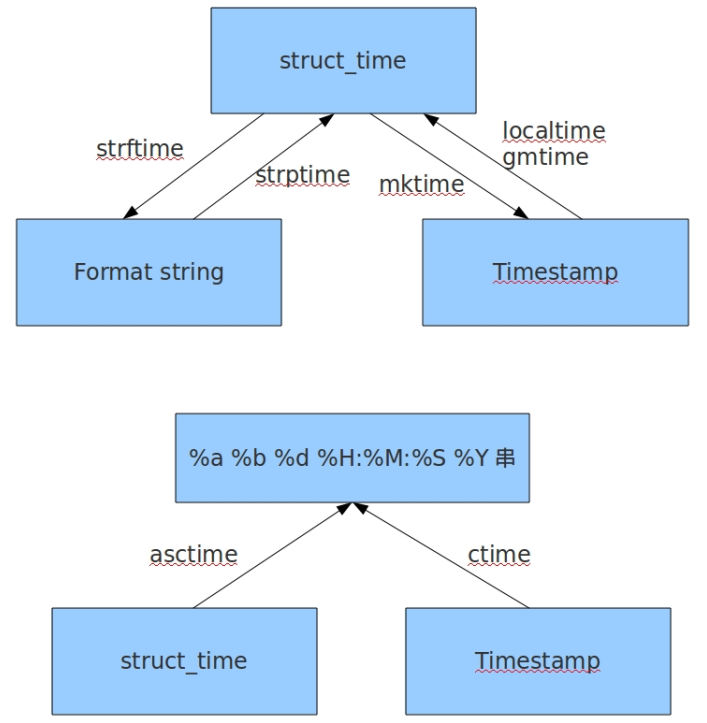 struct_time
strftime
strptime
mktime
localtime
gmtime
Format string
Timestamp
%a %b %d %H:%M:%S %Y 串
asctime
ctime
struct_time
Timestamp